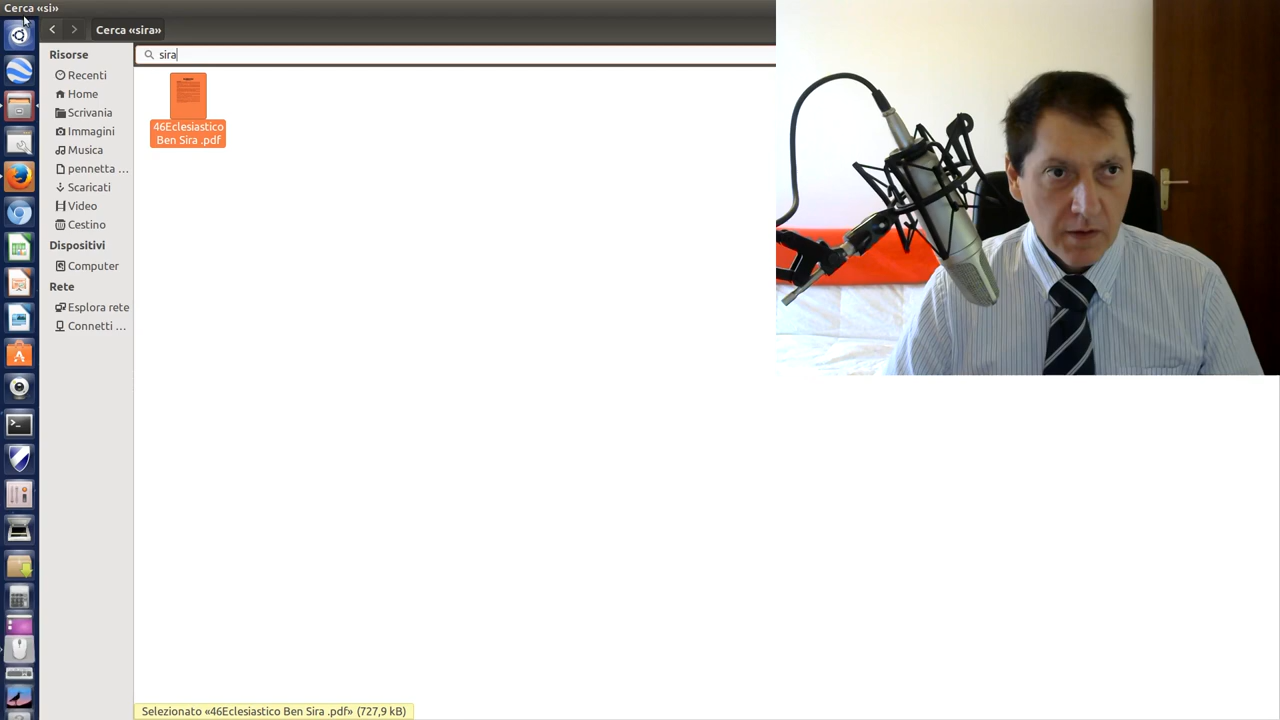 Cerca «si»
Cerca «sira»
Risorse
sira
Recenti
Home
Scrivania
Immagini
Musica
pennetta ...
Scaricati
Video
Cestino
Dispositivi
Computer
Rete
Esplora rete
Connetti ...
46Eclesiastico
Ben Sira .pdf
Selezionato «46Eclesiastico Ben Sira .pdf» (727,9 kB)